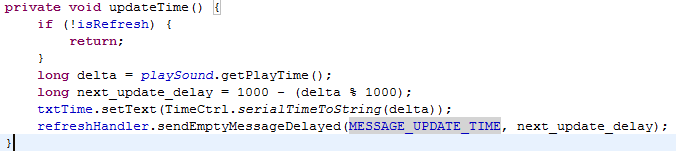 private void updateTime() {
if (!isRefresh) {
return;
}
long delta = playSound.getPlayTime();
long next_update_delay = 1000 - (delta % 1000);
txtTime.setText(TimeCtrl.serialTimeToString(delta));
refreshHandler.sendEmptyMessageDelayed(MESSAGE_UPDATE_TIME, next_update_delay);
}